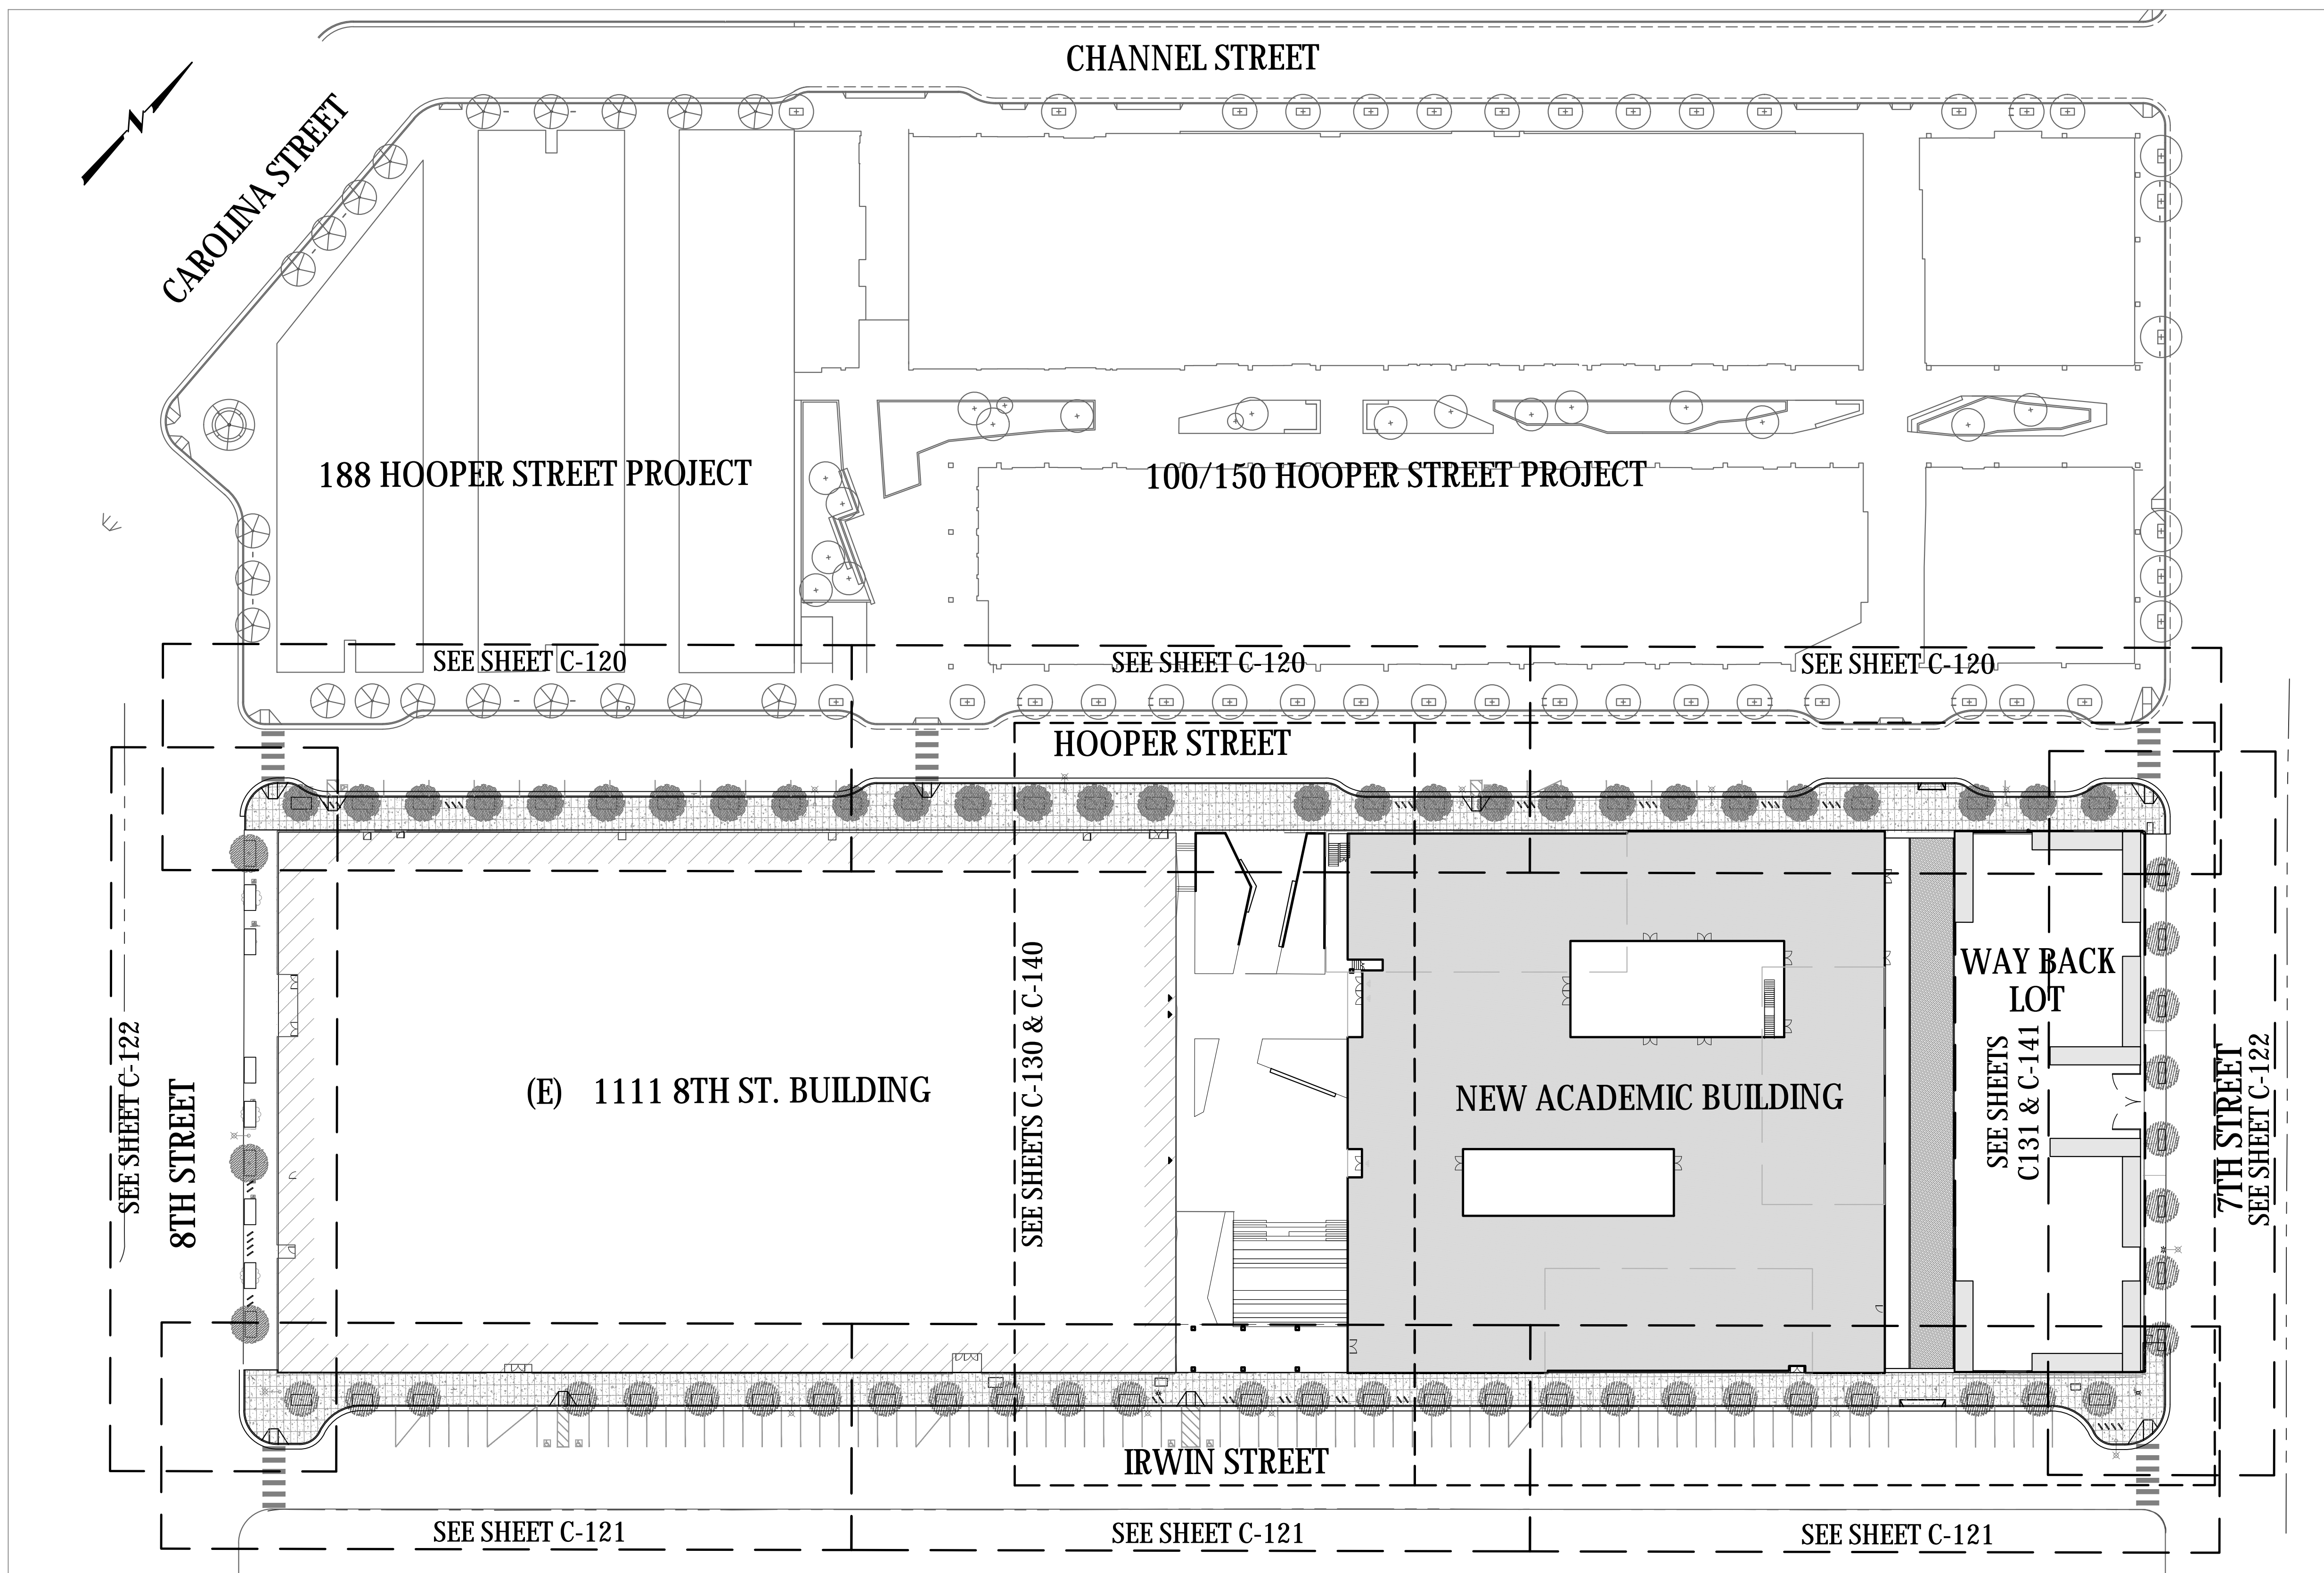 CHANNEL STREET
CAROLINA STREET
188 HOOPER STREET PROJECT
100/150 HOOPER STREET PROJECT
SEE SHEET C-120
SEE SHEET C-120
SEE SHEET C-120
HOOPER STREET
SEE SHEET C-122
8TH STREET
(E) 1111 8TH ST. BUILDING
SEE SHEETS C-130 & C-140
NEW ACADEMIC BUILDING
WAY BACK
LOT
SEE SHEETS
C131 & C-141
7TH STREET
SEE SHEET C-122
IRWIN STREET
SEE SHEET C-121
SEE SHEET C-121
SEE SHEET C-121